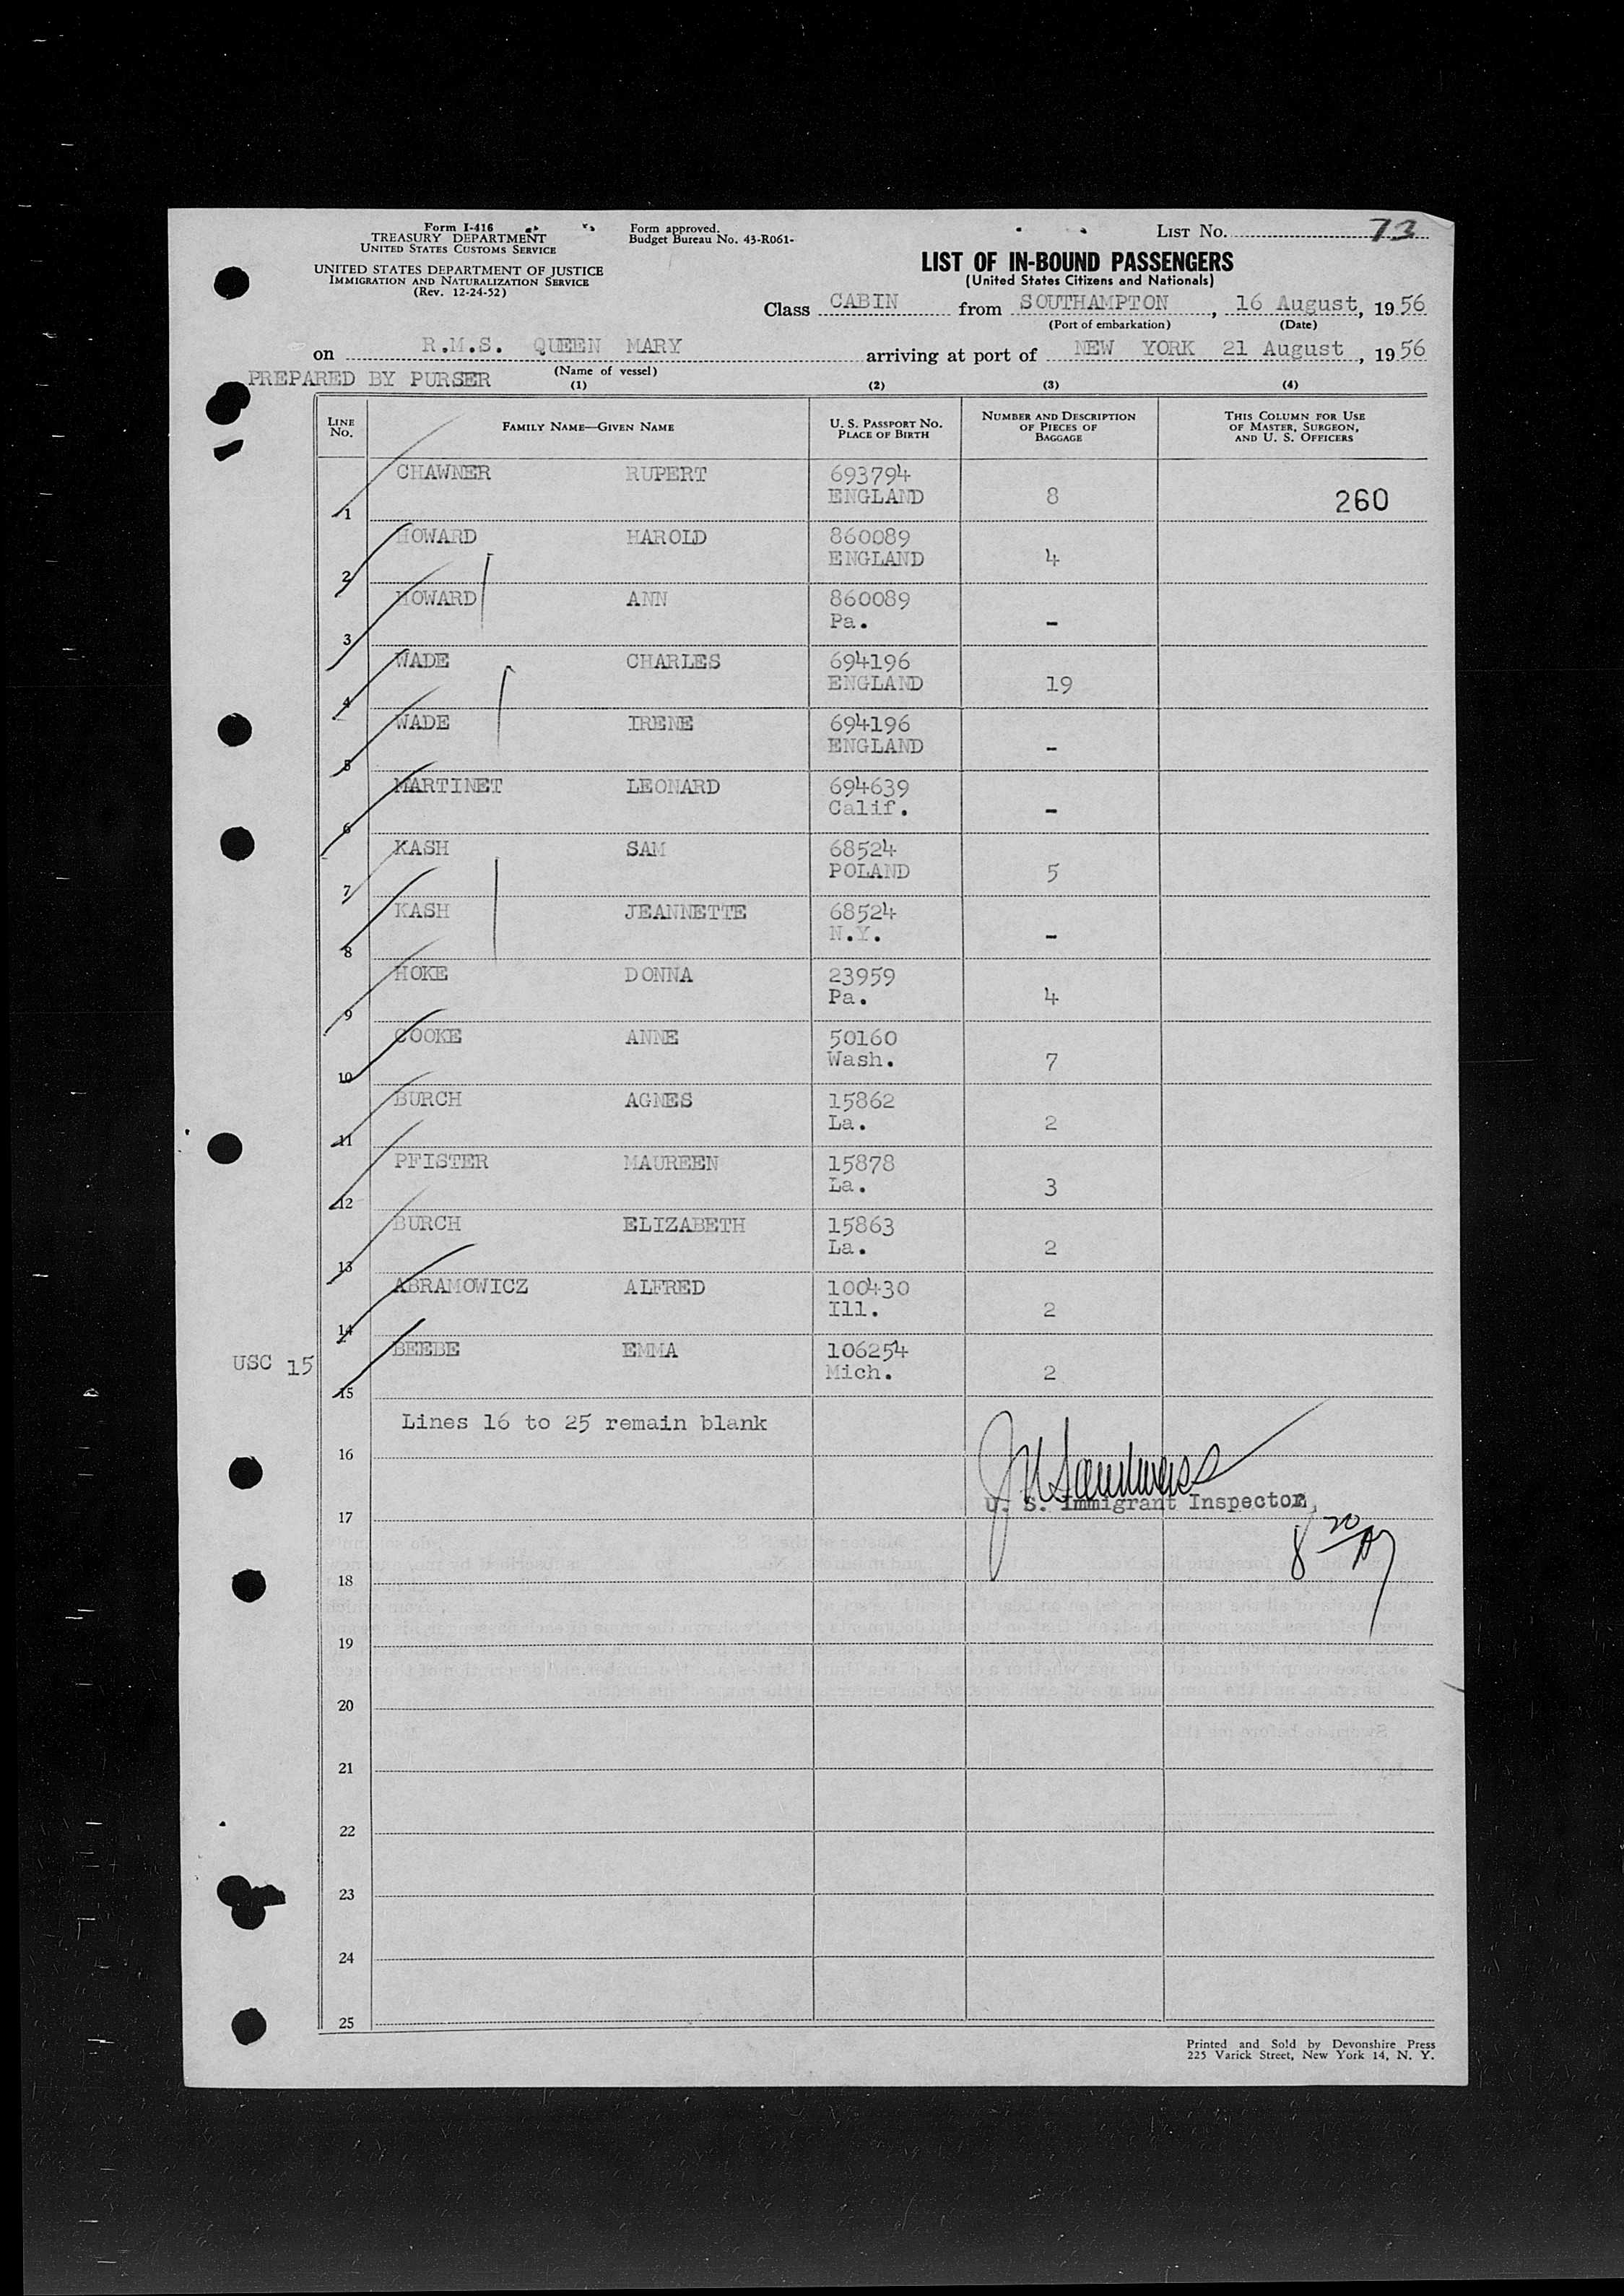 Form I-416
TREASURY DEPARTMENT
UNITED STATES CUSTOMS SERVICE
UNITED STATES DEPARTMENT OF JUSTICE
IMMIGRATION AND NATURALIZATION SERVICE
(Rev. 12-24-52)
Form approved.
Budget Bureau No. 43-R061-
LIST No. 73
LIST OF IN-BOUND PASSENGERS
(United States Citizens and Nationals)
Class CABIN from SOUTHAMPTON, 16 August, 1956
(Port of embarkation) (Date)
on R.M.S. QUEEN MARY arriving at port of NEW YORK 21 August, 1956
(Name of vessel)
PREPARED BY PURSER
(1) (2) (3) (4)
LINE No. FAMILY NAME—GIVEN NAME U. S. PASSPORT No. PLACE OF BIRTH NUMBER AND DESCRIPTION OF PIECES OF BAGGAGE THIS COLUMN FOR USE OF MASTER, SURGEON, AND U. S. OFFICERS
1 CHAWNER RUPERT 693794 ENGLAND 8 260
2 HOWARD HAROLD 860089 ENGLAND 4
3 HOWARD ANN 860089 Pa. -
4 WADE CHARLES 694196 ENGLAND 19
5 WADE IRENE 694196 ENGLAND -
6 MARTINET LEONARD 694639 Calif. -
7 KASH SAM 68524 POLAND 5
8 KASH JEANNETTE 68524 N.Y. -
9 HOKE DONNA 23959 Pa. 4
10 COOKE ANNE 50160 Wash. 7
11 BURCH AGNES 15862 La. 2
12 PFISTER MAUREEN 15878 La. 3
13 BURCH ELIZABETH 15863 La. 2
14 ABRAMOWICZ ALFRED 100430 Ill. 2
USC 15 15 BEEBE EMMA 106254 Mich. 2
Lines 16 to 25 remain blank
16
U. S. Immigrant Inspector
17
18
19
20
21
22
23
24
25
Printed and Sold by Devonshire Press
225 Varick Street, New York 14, N. Y.